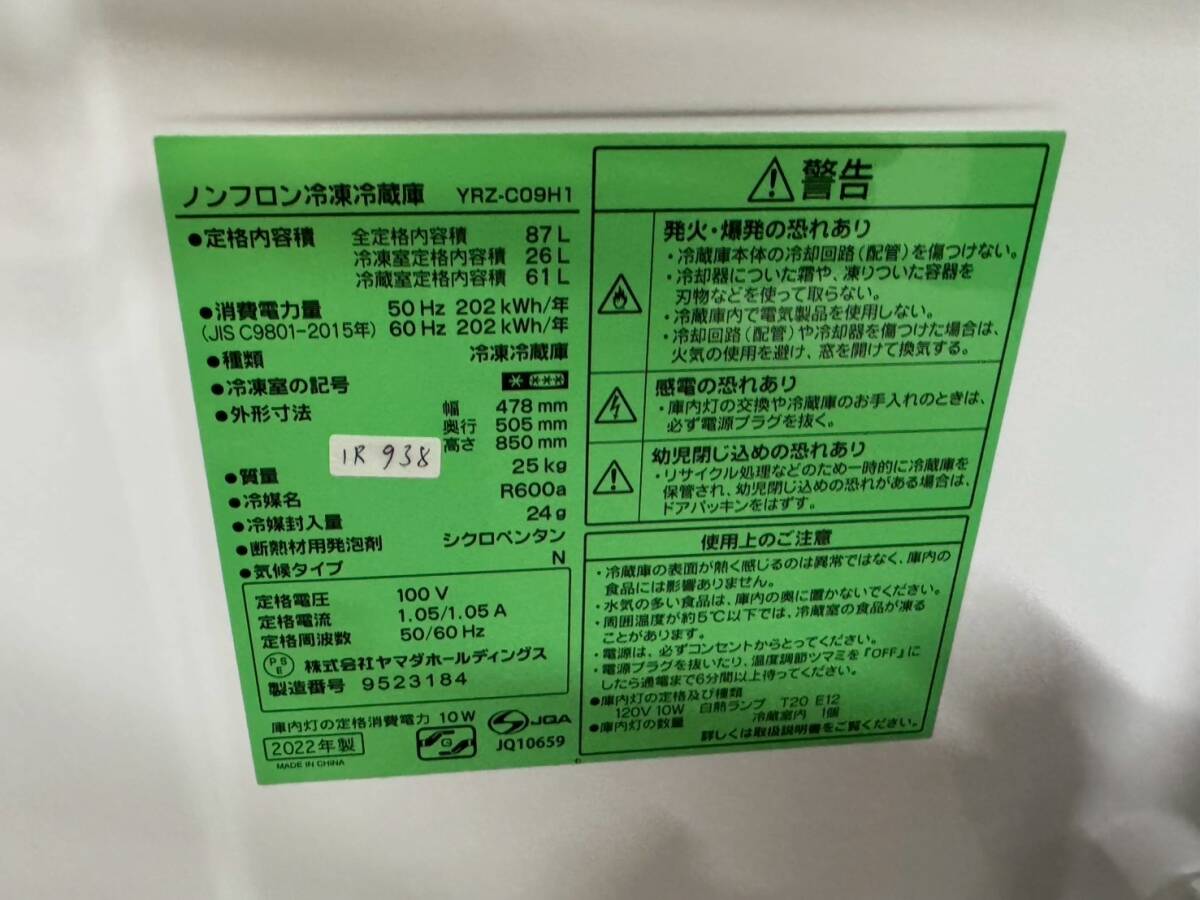 ノンフロン冷凍冷蔵庫 YRZ-C09H1
●定格内容積 全定格内容積 87 L
冷凍室定格内容積 26 L
冷蔵室定格内容積 61 L
●消費電力量 50 Hz 202 kWh/年
(JIS C9801-2015年) 60 Hz 202 kWh/年
●種類 冷凍冷蔵庫
●冷凍室の記号
●外形寸法 幅 478 mm
奥行 505 mm
高さ 850 mm
1R 938
●質量 25 kg
●冷媒名 R600a
●冷媒封入量 24 g
●断熱材用発泡剤 シクロペンタン
●気候タイプ N
定格電圧 100 V
定格電流 1.05/1.05 A
定格周波数 50/60 Hz
PSE 株式会社ヤマダホールディングス
製造番号 9523184
庫内灯の定格消費電力 10 W
2022年製
MADE IN CHINA
JQA
JQ10659
警告
発火・爆発の恐れあり
・冷蔵庫本体の冷却回路(配管)を傷つけない。
・冷却器についた霜や、凍りついた容器を
刃物などを使って取らない。
・冷蔵庫内で電気製品を使用しない。
・冷却回路(配管)や冷却器を傷つけた場合は、
火気の使用を避け、窓を開けて換気する。
感電の恐れあり
・庫内灯の交換や冷蔵庫のお手入れのときは、
必ず電源プラグを抜く。
幼児閉じ込めの恐れあり
・リサイクル処理などのため一時的に冷蔵庫を
保管され、幼児閉じ込めの恐れがある場合は、
ドアパッキンをはずす。
使用上のご注意
・冷蔵庫の表面が熱く感じるのは異常ではなく、庫内の
食品には影響ありません。
・水気の多い食品は、庫内の奥に置かないでください。
・周囲温度が約5℃以下では、冷蔵室の食品が凍る
ことがあります。
・電源は、必ずコンセントからとってください。
・電源プラグを抜いたり、温度調節ツマミを「OFF」に
したら通電まで6分間以上待ってください。
●庫内灯の定格及び種類
120V 10W 白熱ランプ T20 E12
●庫内灯の数量 冷蔵室内 1個
詳しくは取扱説明書をご覧ください。